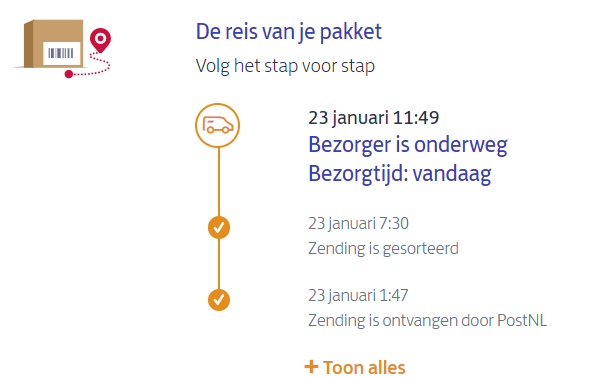 De reis van je pakket
Volg het stap voor stap
23 januari 11:49
Bezorger is onderweg
Bezorgtijd: vandaag
23 januari 7:30
Zending is gesorteerd
23 januari 1:47
Zending is ontvangen door PostNL
+ Toon alles